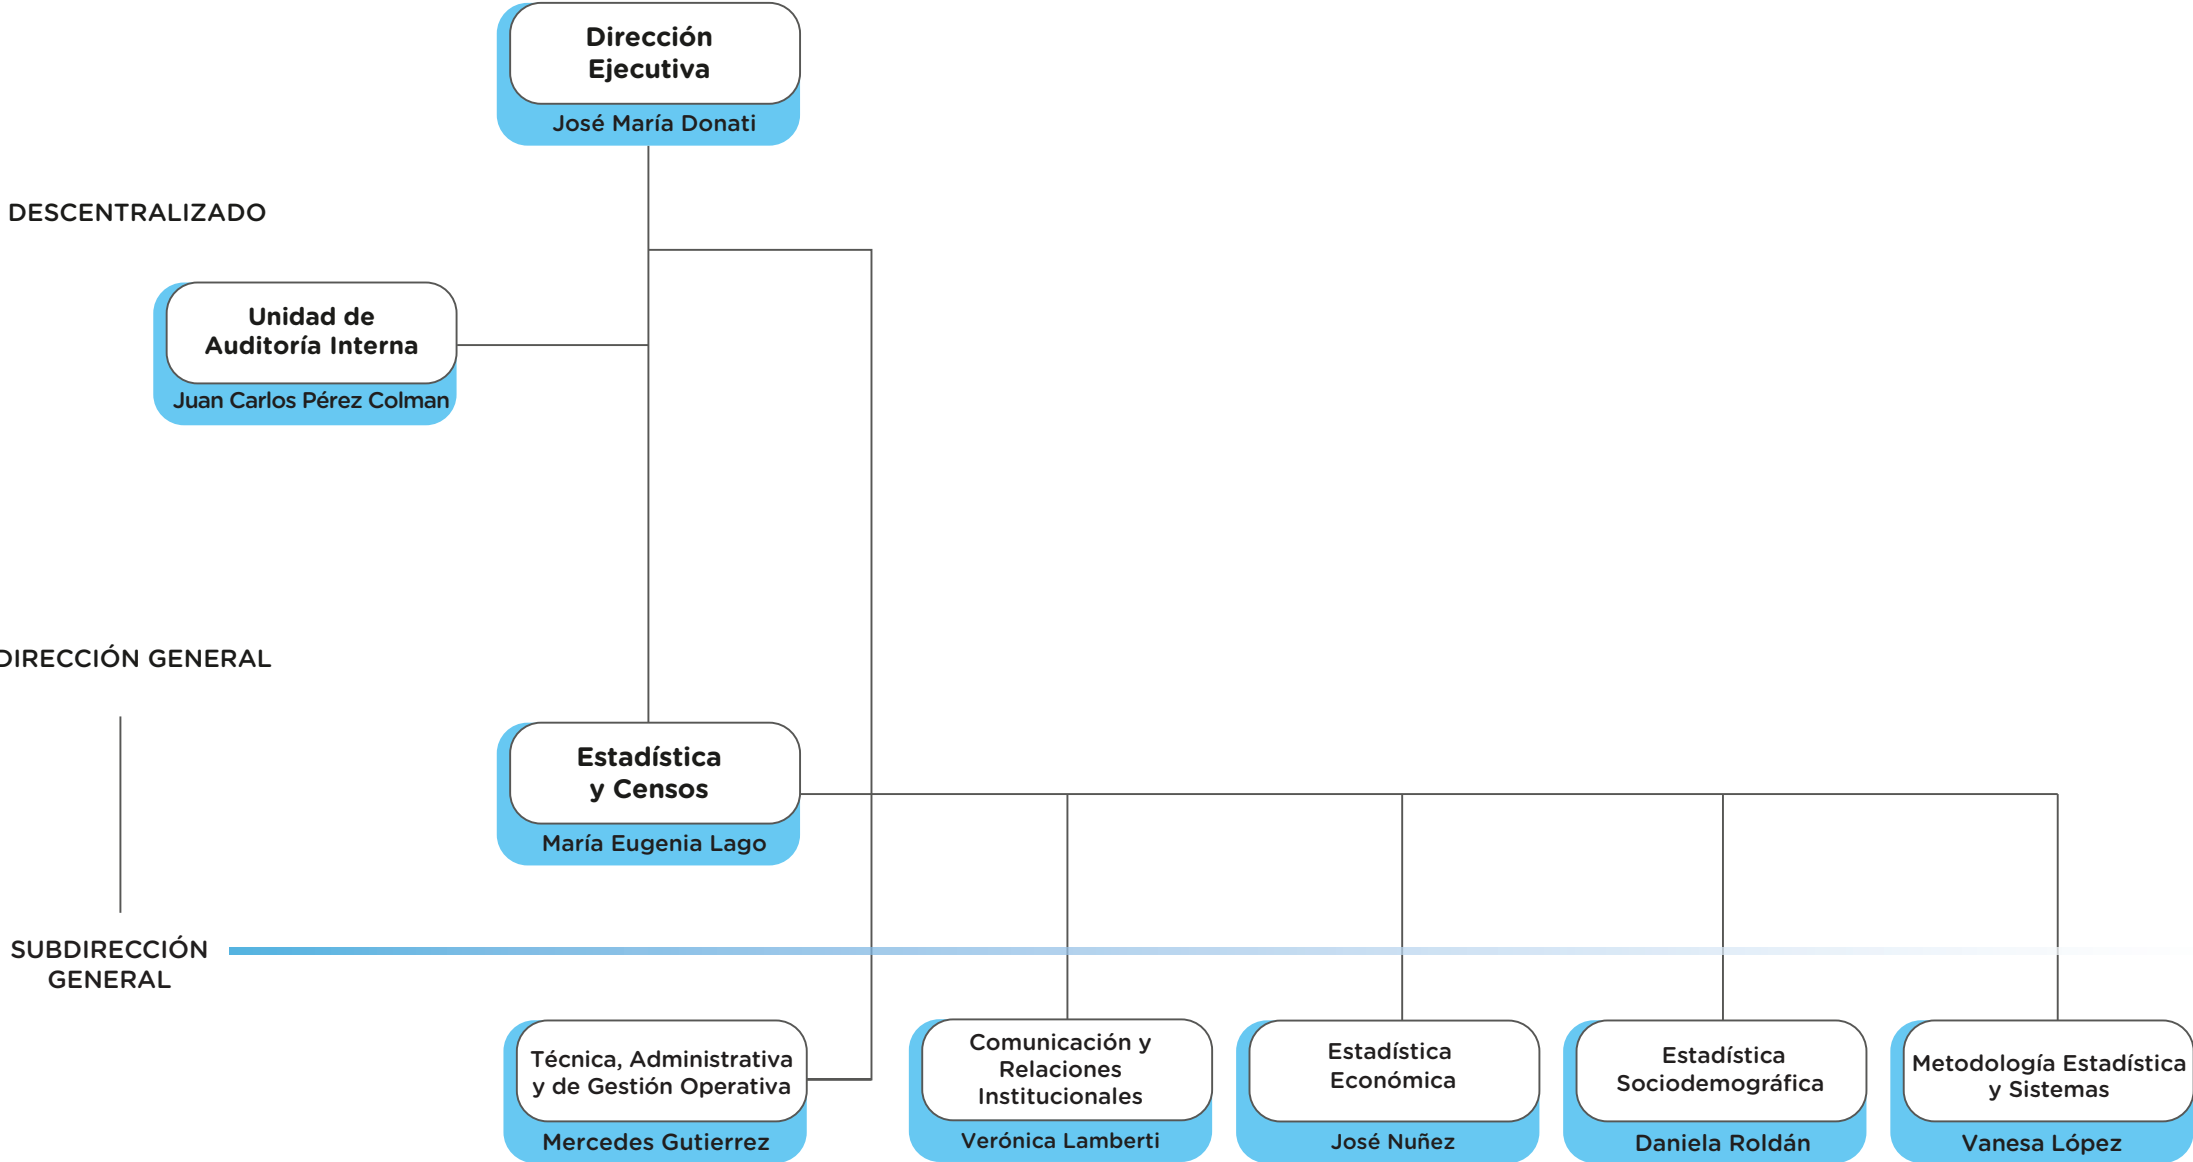 Dirección
Ejecutiva
José María Donati
DESCENTRALIZADO
Unidad de
Auditoría Interna
Juan Carlos Pérez Colman
DIRECCIÓN GENERAL
Estadística
y Censos
María Eugenia Lago
SUBDIRECCIÓN
GENERAL
Técnica, Administrativa
y de Gestión Operativa
Mercedes Gutierrez
Comunicación y
Relaciones
Institucionales
Verónica Lamberti
Estadística
Económica
José Nuñez
Estadística
Sociodemográfica
Daniela Roldán
Metodología Estadística
y Sistemas
Vanesa López